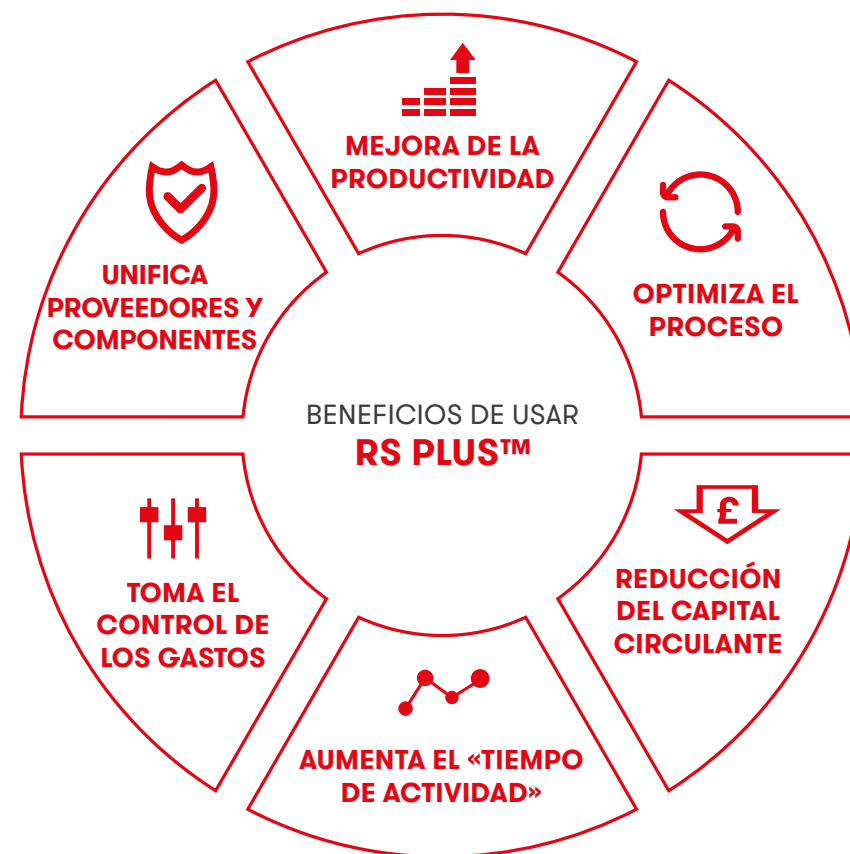 MEJORA DE LA
PRODUCTIVIDAD
OPTIMIZA EL
PROCESO
£
REDUCCIÓN
DEL CAPITAL
CIRCULANTE
AUMENTA EL «TIEMPO
DE ACTIVIDAD»
TOMA EL
CONTROL DE
LOS GASTOS
UNIFICA
PROVEEDORES Y
COMPONENTES
BENEFICIOS DE USAR
RS PLUS™